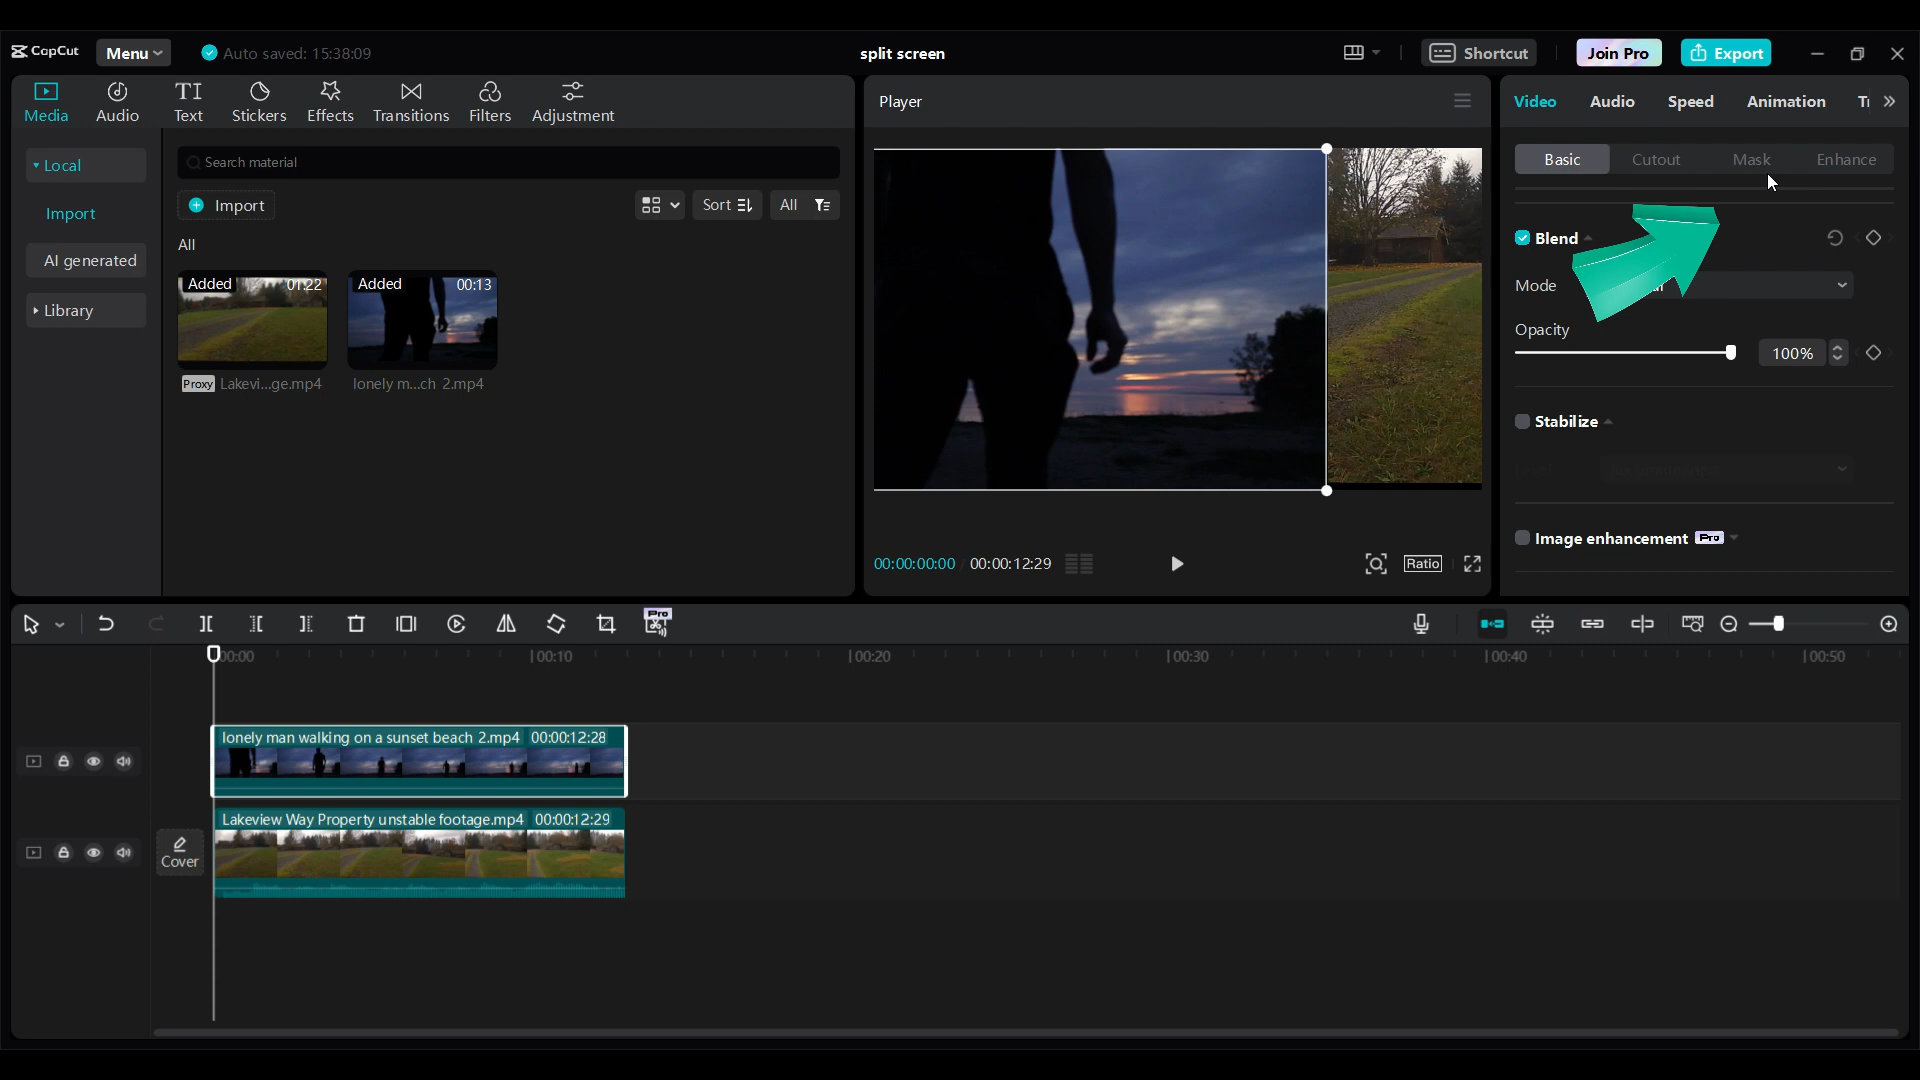 CapCut
Menu
Auto saved: 15:38:09
split screen
Shortcut
Join Pro
Export
Media
Audio
Text
Stickers
Effects
Transitions
Filters
Adjustment
Local
Import
AI generated
Library
Search material
Import
Sort
All
All
Added
01:22
Proxy
Lakevi...ge.mp4
Added
00:13
lonely m...ch 2.mp4
Player
00:00:00:00
00:00:12:29
Ratio
Video
Audio
Speed
Animation
Basic
Cutout
Mask
Enhance
Blend
Mode
Opacity
100%
Stabilize
Image enhancement
Pro
Pro
00:00
00:10
00:20
00:30
00:40
00:50
lonely man walking on a sunset beach 2.mp4 00:00:12:28
Cover
Lakeview Way Property unstable footage.mp4 00:00:12:29